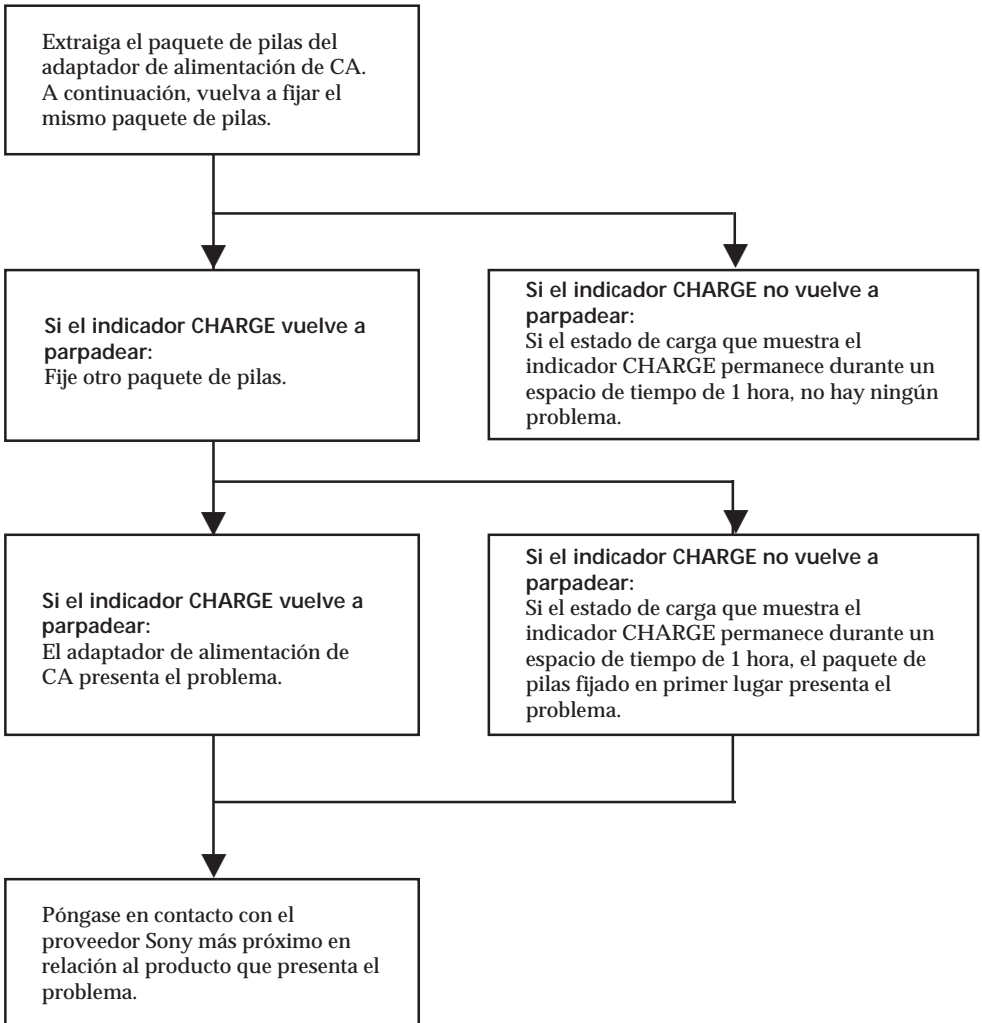 Extraiga el paquete de pilas del
adaptador de alimentación de CA.
A continuación, vuelva a fijar el
mismo paquete de pilas.
Si el indicador CHARGE vuelve a
parpadear:
Fije otro paquete de pilas.
Si el indicador CHARGE no vuelve a
parpadear:
Si el estado de carga que muestra el
indicador CHARGE permanece durante un
espacio de tiempo de 1 hora, no hay ningún
problema.
Si el indicador CHARGE vuelve a
parpadear:
El adaptador de alimentación de
CA presenta el problema.
Si el indicador CHARGE no vuelve a
parpadear:
Si el estado de carga que muestra el
indicador CHARGE permanece durante un
espacio de tiempo de 1 hora, el paquete de
pilas fijado en primer lugar presenta el
problema.
Póngase en contacto con el
proveedor Sony más próximo en
relación al producto que presenta el
problema.